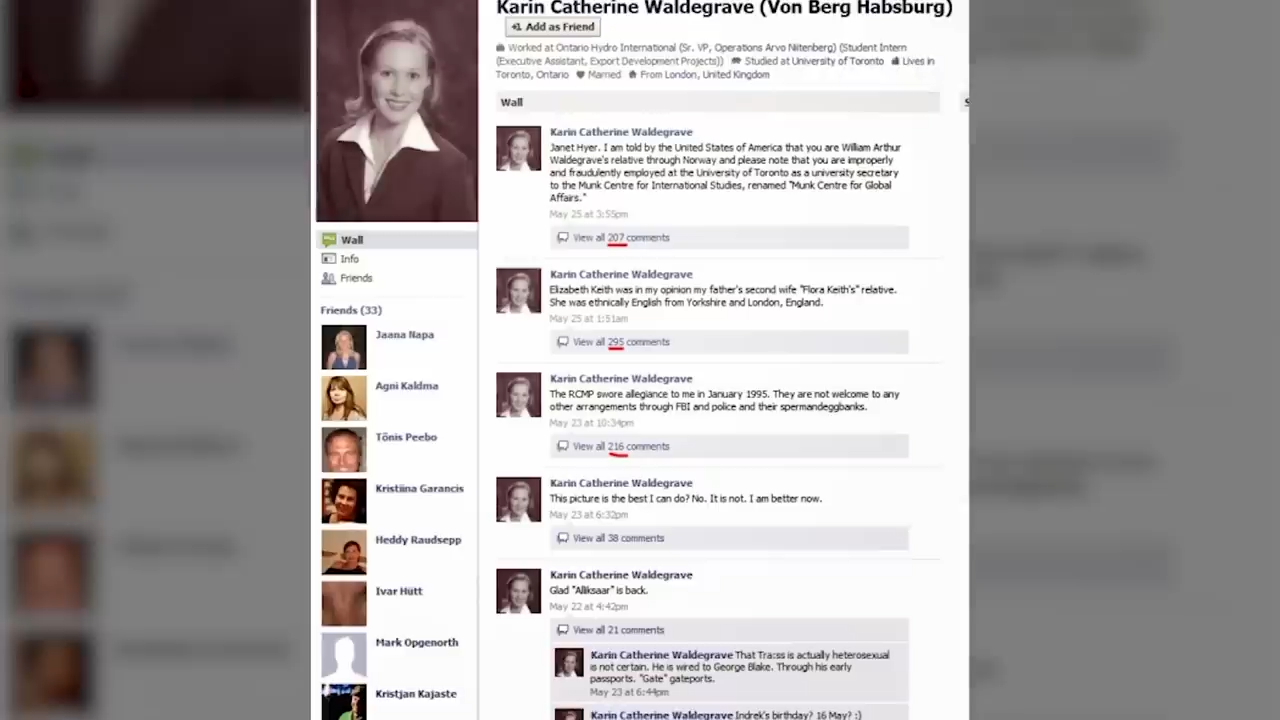 Karin Catherine Waldegrave (Von Berg Habsburg)
+1 Add as Friend
Worked at Ontario Hydro International (Sr. VP, Operations Arvo Niitenberg) (Student Intern
(Executive Assistant, Export Development Projects)) Studied at University of Toronto Lives in
Toronto, Ontario Married From London, United Kingdom
Wall
S
Karin Catherine Waldegrave
Janet Hyer. I am told by the United States of America that you are William Arthur
Waldegrave's relative through Norway and please note that you are improperly
and fraudulently employed at the University of Toronto as a university secretary
to the Munk Centre for International Studies, renamed "Munk Centre for Global
Affairs."
May 25 at 3:55pm
View all 207 comments
Karin Catherine Waldegrave
Elizabeth Keith was in my opinion my father's second wife "Flora Keith's" relative.
She was ethnically English from Yorkshire and London, England.
May 25 at 1:51am
View all 295 comments
Karin Catherine Waldegrave
The RCMP swore allegiance to me in January 1995. They are not welcome to any
other arrangements through FBI and police and their spermandeggbanks.
May 23 at 10:34pm
View all 216 comments
Karin Catherine Waldegrave
This picture is the best I can do? No. It is not. I am better now.
May 23 at 6:32pm
View all 38 comments
Karin Catherine Waldegrave
Glad "Alliksaar" is back.
May 22 at 4:42pm
View all 21 comments
Karin Catherine Waldegrave That Tra:ss is actually heterosexual
is not certain. He is wired to George Blake. Through his early
passports. "Gate" gateports.
May 23 at 6:44pm
Karin Catherine Waldegrave Indrek's birthday? 16 May? :)
Wall
Info
Friends
Friends (33)
Jaana Napa
Agni Kaldma
Tõnis Peebo
Kristiina Garancis
Heddy Raudsepp
Ivar Hütt
Mark Opgenorth
Kristjan Kajaste